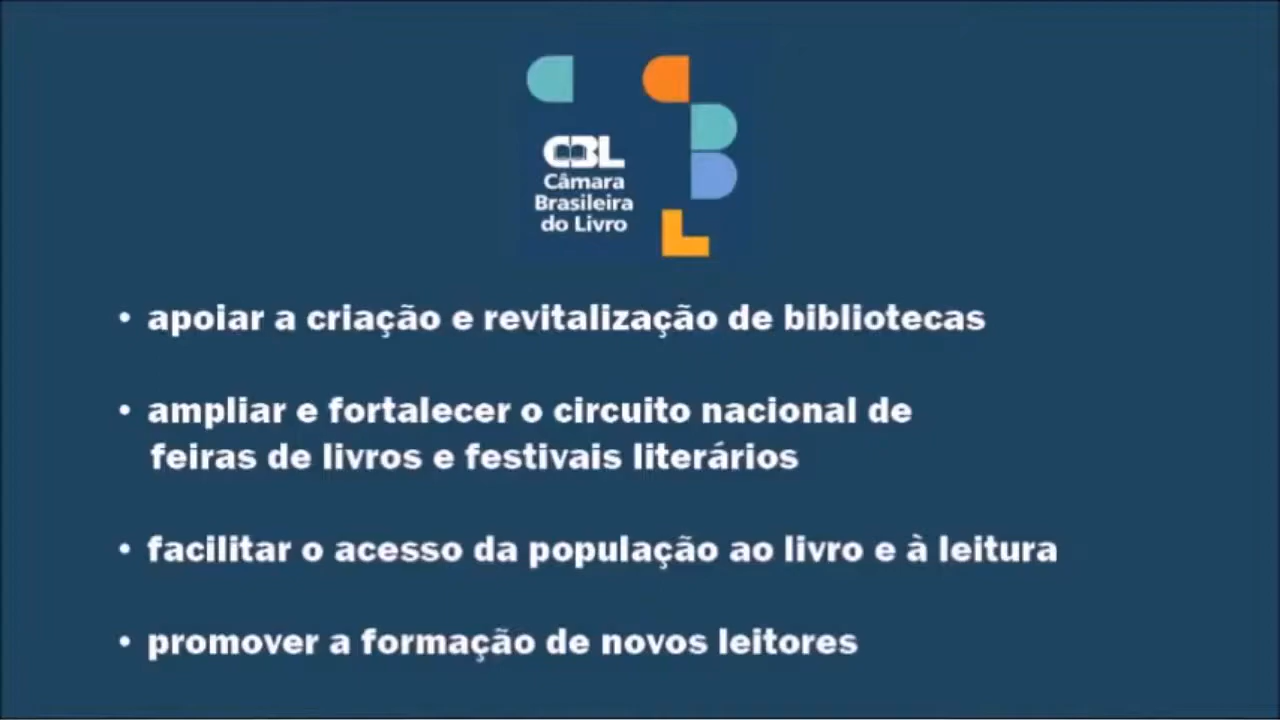 CBL
Câmara
Brasileira
do Livro
• apoiar a criação e revitalização de bibliotecas
• ampliar e fortalecer o circuito nacional de
feiras de livros e festivais literários
• facilitar o acesso da população ao livro e à leitura
• promover a formação de novos leitores